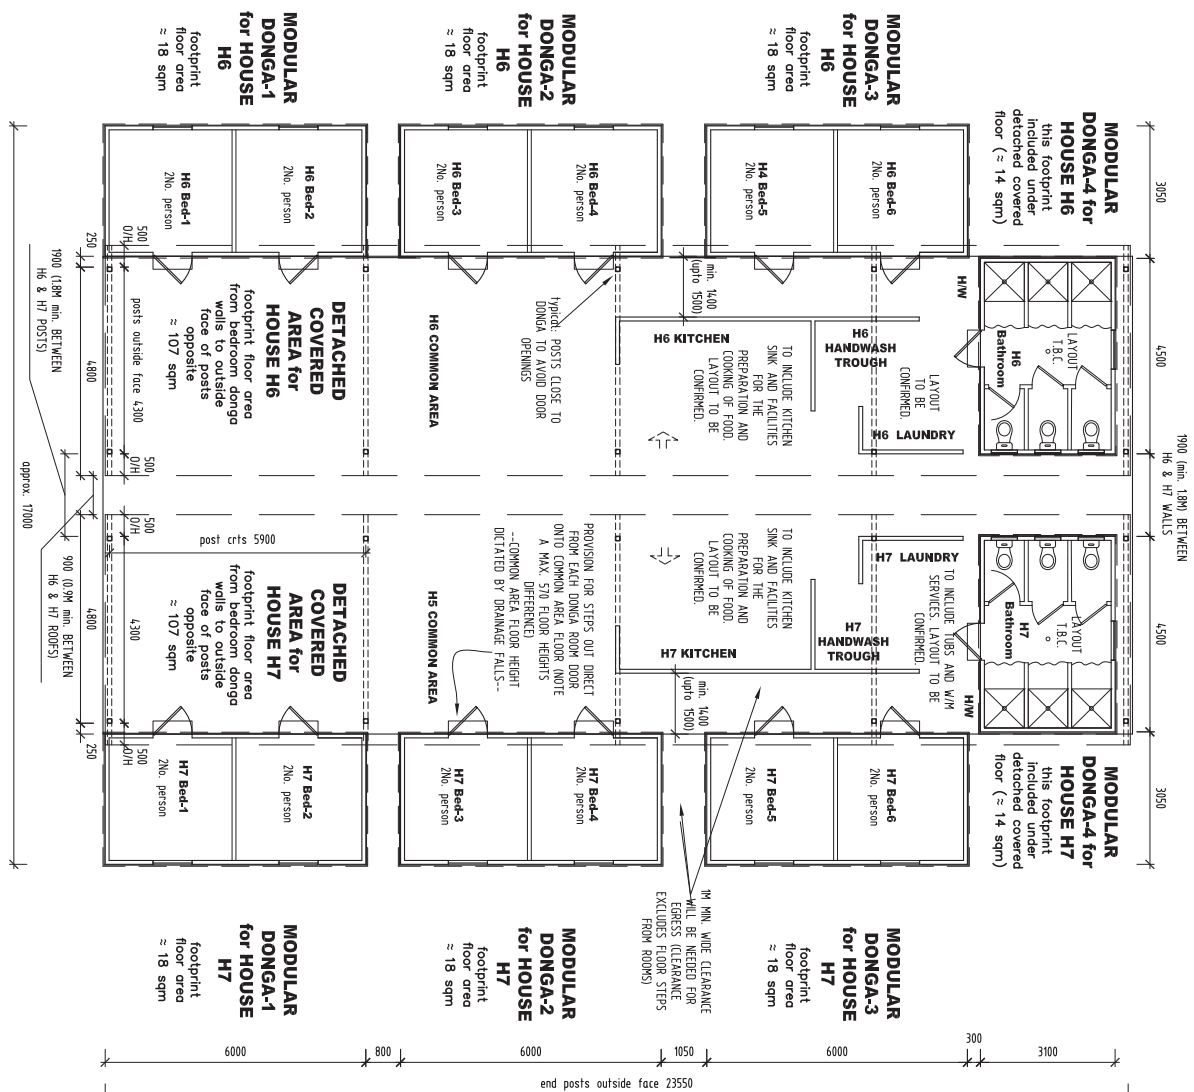 MODULAR
DONGA-1
for HOUSE
H6
footprint
floor area
≈ 18 sqm
MODULAR
DONGA-2
for HOUSE
H6
footprint
floor area
≈ 18 sqm
MODULAR
DONGA-3
for HOUSE
H6
footprint
floor area
≈ 18 sqm
MODULAR
DONGA-4 for
HOUSE H6
this footprint
included under
detached covered
floor (≈ 14 sqm)
H6 Bed-1
2No. person
H6 Bed-2
2No. person
H6 Bed-3
2No. person
H6 Bed-4
2No. person
H4 Bed-5
2No. person
H6 Bed-6
2No. person
3050
250
500
O/H
1900 (1.8M min. BETWEEN
H6 & H7 POSTS)
4800
posts outside face 4300
DETACHED
COVERED
AREA for
HOUSE H6
footprint floor area
from bedroom donga
walls to outside
face of posts
opposite
≈ 107 sqm
H6 COMMON AREA
typical: POSTS CLOSE TO
DONGA TO AVOID DOOR
OPENINGS
min. 1400
(upto 1500)
H6 KITCHEN
TO INCLUDE KITCHEN
SINK AND FACILITIES
FOR THE
PREPARATION AND
COOKING OF FOOD.
LAYOUT TO BE
CONFIRMED.
H6
HANDWASH
TROUGH
LAYOUT
TO BE
CONFIRMED.
H6 LAUNDRY
H/W
H6
Bathroom
LAYOUT
T.B.C.
4500
500
O/H
1900 (min. 1.8M) BETWEEN
H6 & H7 WALLS
approx. 17000
500
O/H
post crts 5900
900 (0.9M min. BETWEEN
H6 & H7 ROOFS)
4800
4300
DETACHED
COVERED
AREA for
HOUSE H7
footprint floor area
from bedroom donga
walls to outside
face of posts
opposite
≈ 107 sqm
H5 COMMON AREA
PROVISION FOR STEPS oUT DIRECT
FROM EACH DONGA ROOM DOOR
ONTO COMMON AREA FLOOR (NOTE
A MAX. 570 FLOOR HEIGHTS
DIFFERENCE)
--COMMON AREA FLOOR HEIGHT
DICTATED BY DRAINAGE FALLS--
TO INCLUDE KITCHEN
SINK AND FACILITIES
FOR THE
PREPARATION AND
COOKING OF FOOD.
LAYOUT TO BE
CONFIRMED.
H7 KITCHEN
H7
HANDWASH
TROUGH
H7 LAUNDRY
TO INCLUDE TUBS AND W/M
SERVICES. LAYOUT TO BE
CONFIRMED.
H7
Bathroom
LAYOUT
T.B.C.
4500
H/W
min. 1400
(upto 1500)
250
500
O/H
H7 Bed-1
2No. person
H7 Bed-2
2No. person
H7 Bed-3
2No. person
H7 Bed-4
2No. person
H7 Bed-5
2No. person
H7 Bed-6
2No. person
3050
MODULAR
DONGA-4 for
HOUSE H7
this footprint
included under
detached covered
floor (≈ 14 sqm)
1M MIN. WIDE CLEARANCE
WILL BE NEEDED FOR
EGRESS (CLEARANCE
EXCLUDES FLOOR STEPS
FROM ROOMS)
MODULAR
DONGA-1
for HOUSE
H7
footprint
floor area
≈ 18 sqm
MODULAR
DONGA-2
for HOUSE
H7
footprint
floor area
≈ 18 sqm
MODULAR
DONGA-3
for HOUSE
H7
footprint
floor area
≈ 18 sqm
6000
800
6000
1050
6000
300
3100
end posts outside face 23550